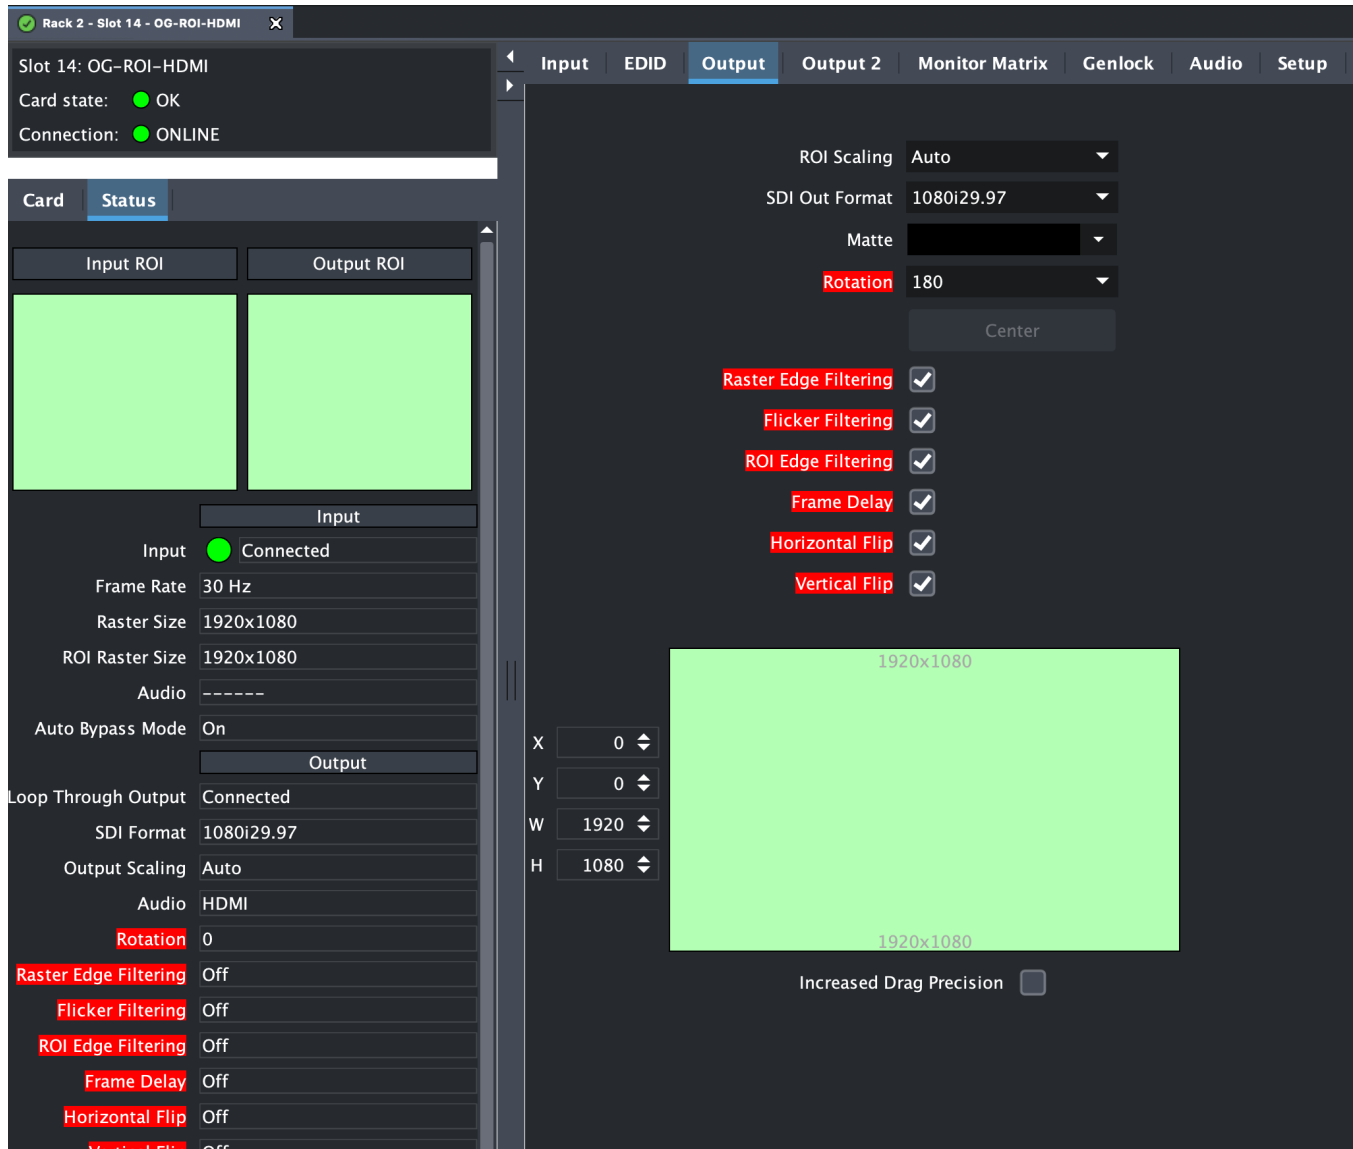 Rack 2 - Slot 14 - OG-ROI-HDMI
Slot 14: OG-ROI-HDMI
Card state: OK
Connection: ONLINE
Card Status
Input ROI Output ROI
Input
Input Connected
Frame Rate 30 Hz
Raster Size 1920x1080
ROI Raster Size 1920x1080
Audio ------
Auto Bypass Mode On
Output
Loop Through Output Connected
SDI Format 1080i29.97
Output Scaling Auto
Audio HDMI
Rotation 0
Raster Edge Filtering Off
Flicker Filtering Off
ROI Edge Filtering Off
Frame Delay Off
Horizontal Flip Off
Vertical Flip Off
Input EDID Output Output 2 Monitor Matrix Genlock Audio Setup
ROI Scaling Auto
SDI Out Format 1080i29.97
Matte
Rotation 180
Center
Raster Edge Filtering
Flicker Filtering
ROI Edge Filtering
Frame Delay
Horizontal Flip
Vertical Flip
1920x1080
X 0
Y 0
W 1920
H 1080
1920x1080
Increased Drag Precision